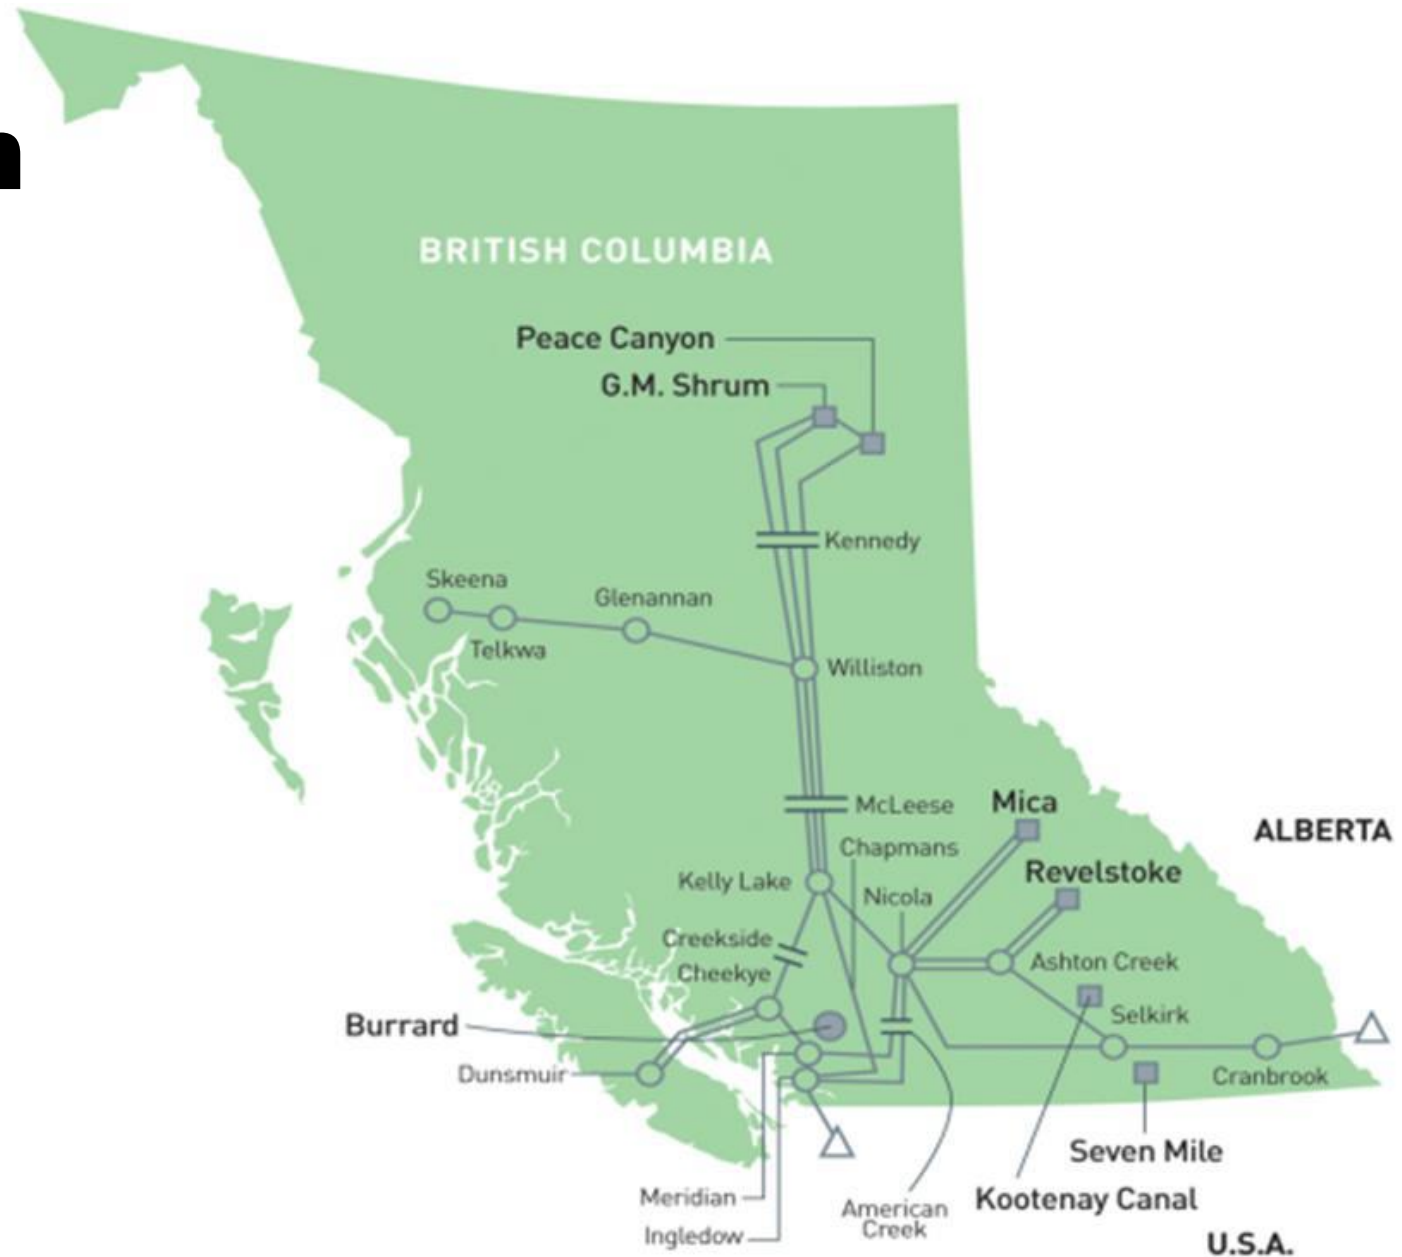 n
BRITISH COLUMBIA
Peace Canyon
G.M. Shrum
Kennedy
Skeena
Glenannan
Telkwa
Williston
McLeese
Mica
ALBERTA
Chapmans
Revelstoke
Kelly Lake
Nicola
Creekside
Cheekye
Ashton Creek
Selkirk
Burrard
Dunsmuir
Cranbrook
Seven Mile
Meridian
American
Creek
Kootenay Canal
Ingledow
U.S.A.